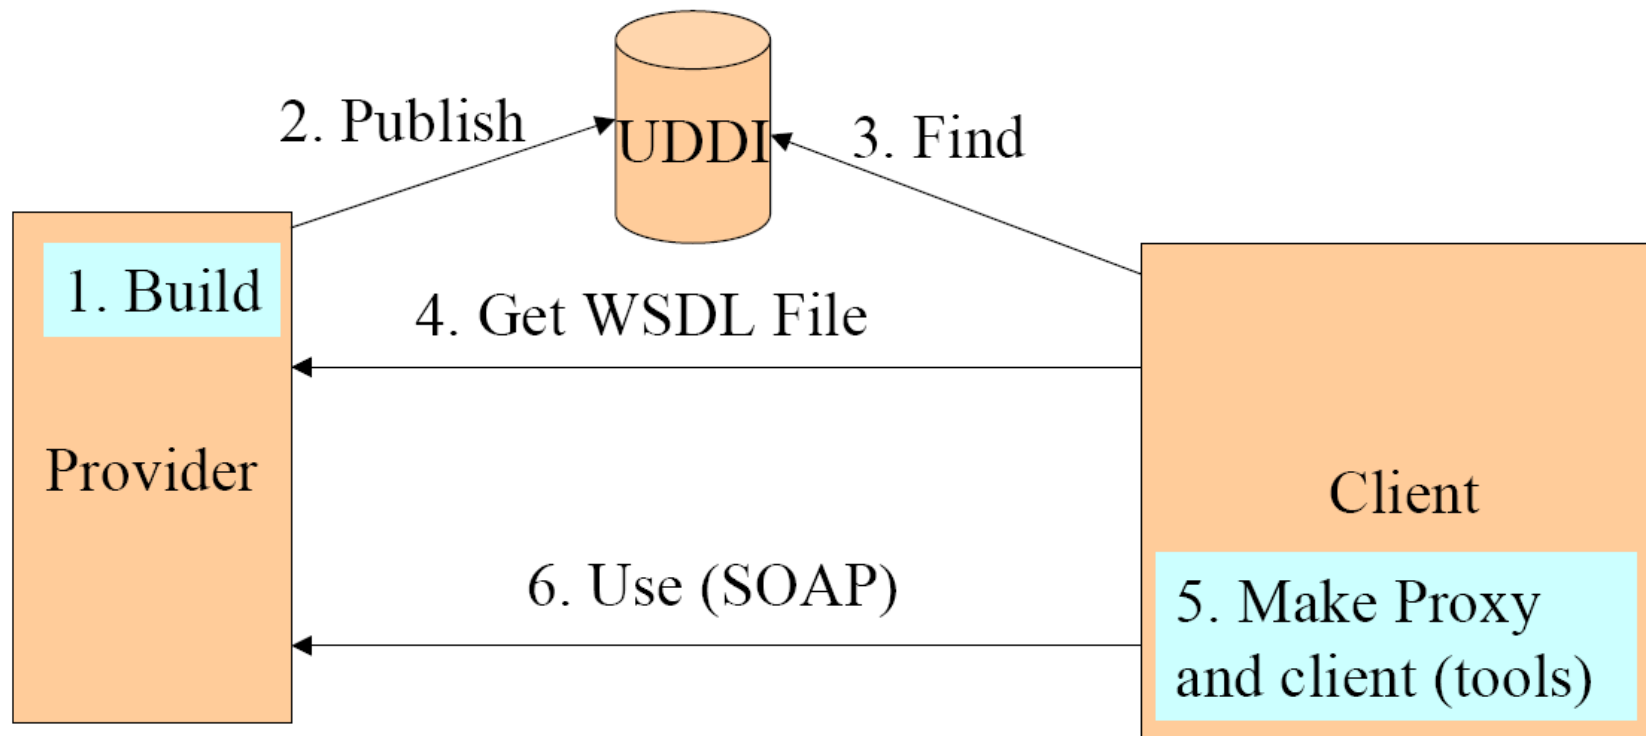 2. Publish
UDDI
3. Find
1. Build
4. Get WSDL File
Provider
Client
6. Use (SOAP)
5. Make Proxy
and client (tools)